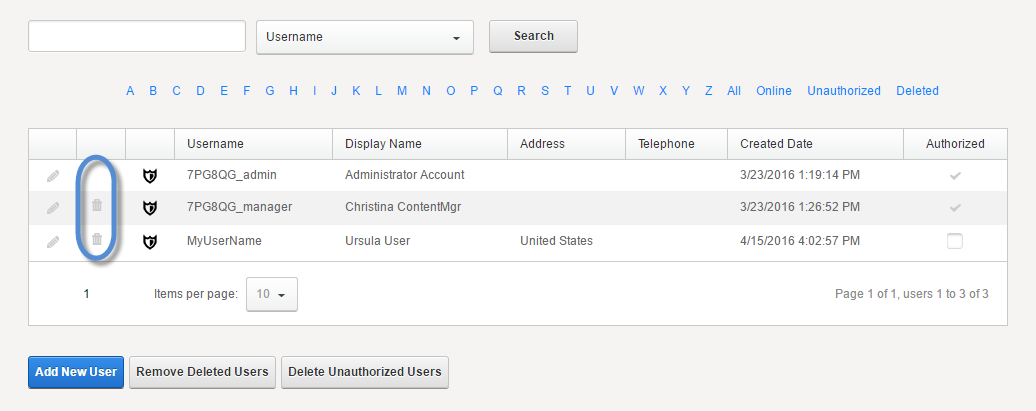 Username Search
A B C D E F G H I J K L M N O P Q R S T U V W X Y Z All Online Unauthorized Deleted
Username Display Name Address Telephone Created Date Authorized
7PG8QG_admin Administrator Account 3/23/2016 1:19:14 PM
7PG8QG_manager Christina ContentMgr 3/23/2016 1:26:52 PM
MyUserName Ursula User United States 4/15/2016 4:02:57 PM
1 Items per page: 10 Page 1 of 1, users 1 to 3 of 3
Add New User Remove Deleted Users Delete Unauthorized Users